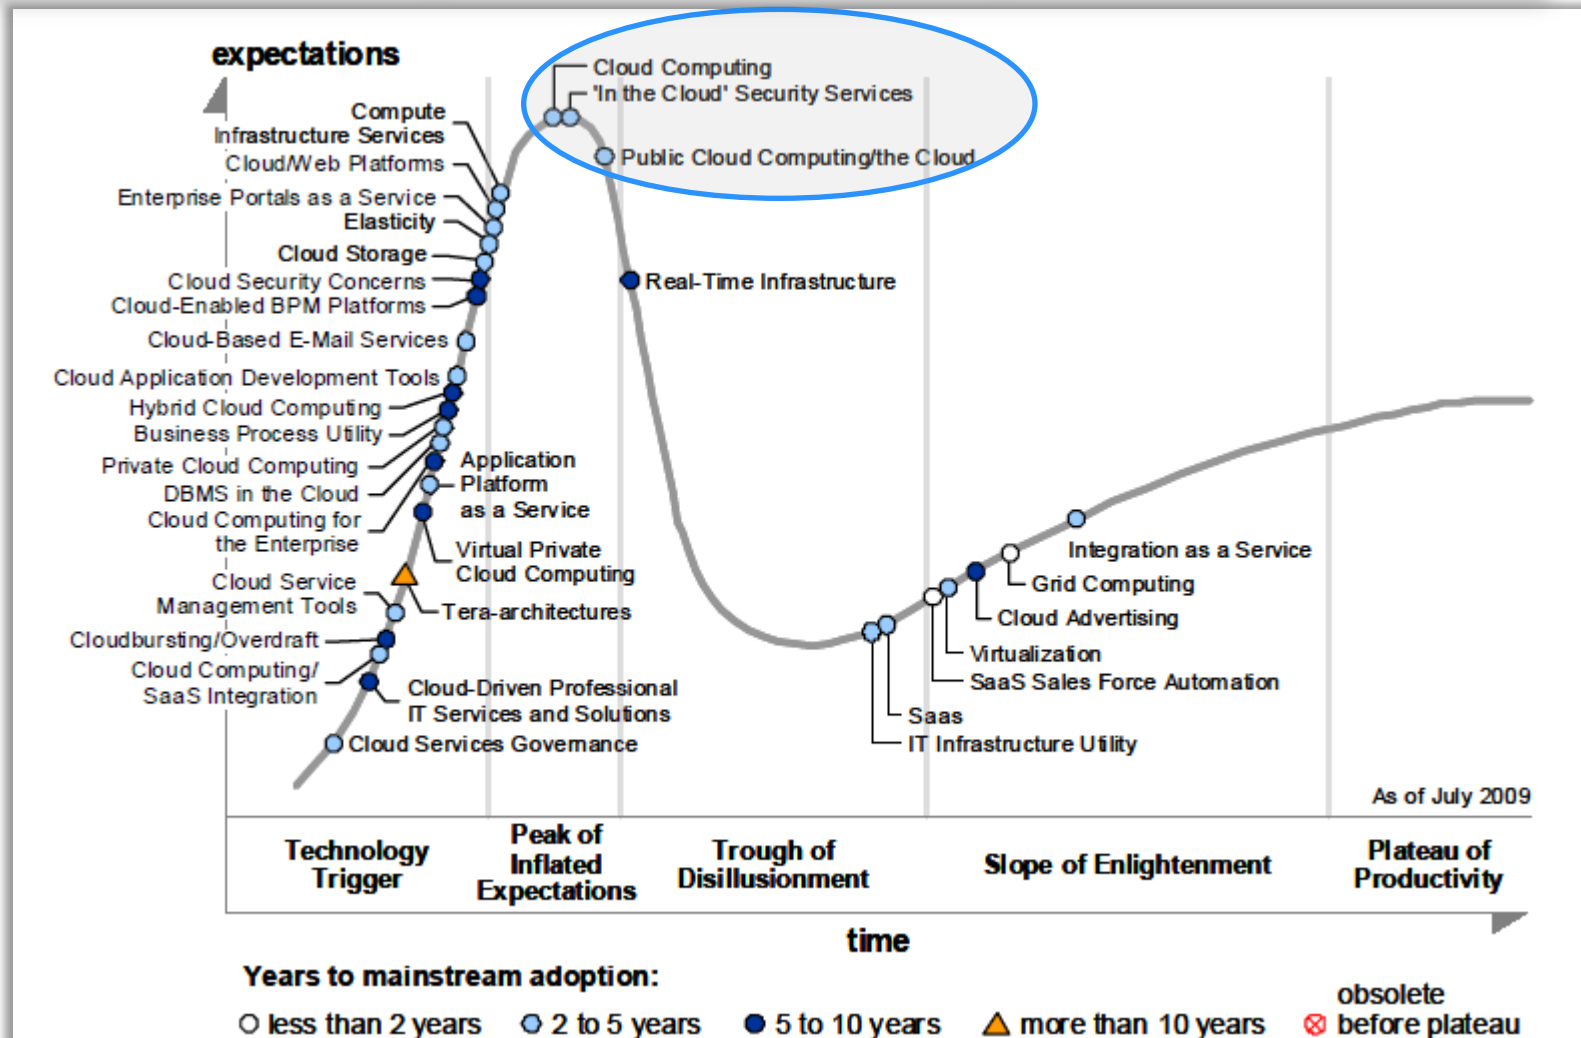 expectations
Cloud Computing
'In the Cloud' Security Services
Public Cloud Computing/the Cloud
Compute
Infrastructure Services
Cloud/Web Platforms
Enterprise Portals as a Service
Elasticity
Cloud Storage
Cloud Security Concerns
Cloud-Enabled BPM Platforms
Cloud-Based E-Mail Services
Cloud Application Development Tools
Hybrid Cloud Computing
Business Process Utility
Private Cloud Computing
DBMS in the Cloud
Cloud Computing for
the Enterprise
Cloud Service
Management Tools
Cloudbursting/Overdraft
Cloud Computing/
SaaS Integration
Application
Platform
as a Service
Virtual Private
Cloud Computing
Tera-architectures
Cloud-Driven Professional
IT Services and Solutions
Cloud Services Governance
Real-Time Infrastructure
Integration as a Service
Grid Computing
Cloud Advertising
Virtualization
SaaS Sales Force Automation
Saas
IT Infrastructure Utility
As of July 2009
Technology
Trigger
Peak of
Inflated
Expectations
Trough of
Disillusionment
Slope of Enlightenment
Plateau of
Productivity
time
Years to mainstream adoption:
less than 2 years
2 to 5 years
5 to 10 years
more than 10 years
obsolete
before plateau